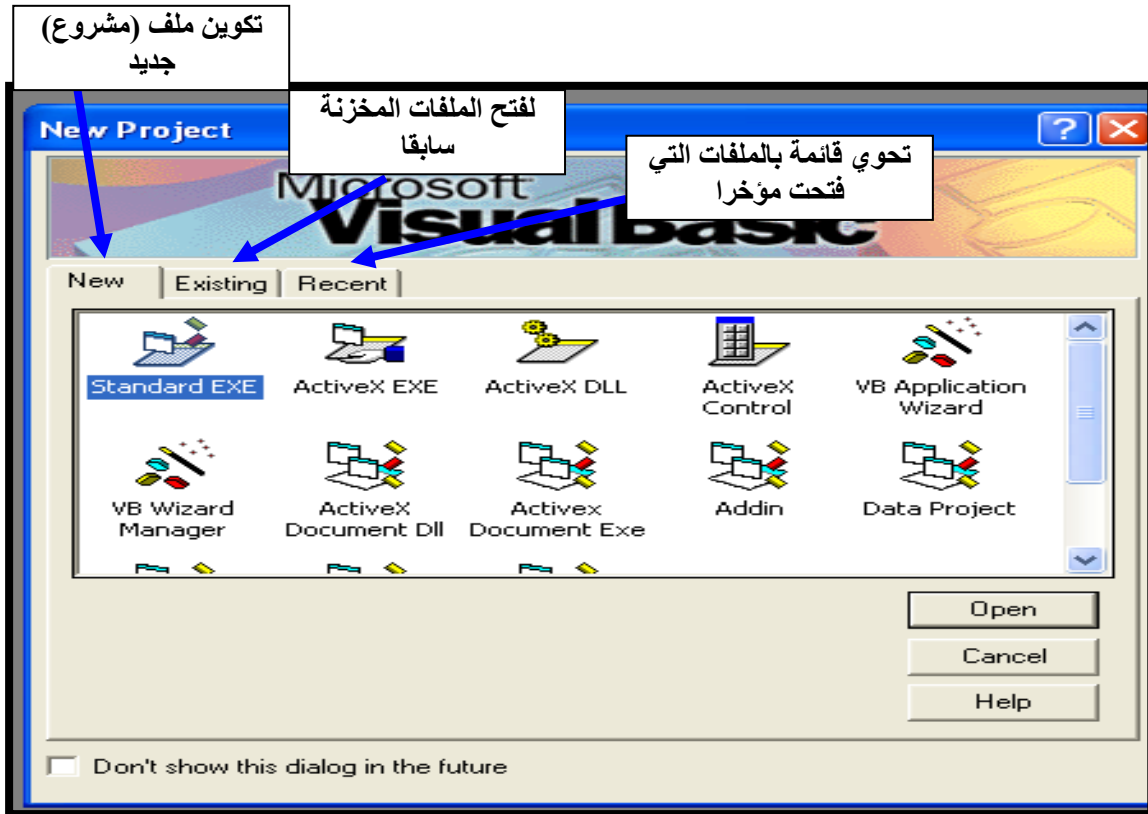 تكوين ملف (مشروع)
جديد
لفتح الملفات المخزنة
سابقا
تحوي قائمة بالملفات التي
فتحت مؤخرا
New Project
Microsoft
Visual Basic
New
Existing
Recent
Standard EXE
ActiveX EXE
ActiveX DLL
ActiveX
Control
VB Application
Wizard
VB Wizard
Manager
ActiveX
Document Dll
Activex
Document Exe
Addin
Data Project
Open
Cancel
Help
Don't show this dialog in the future